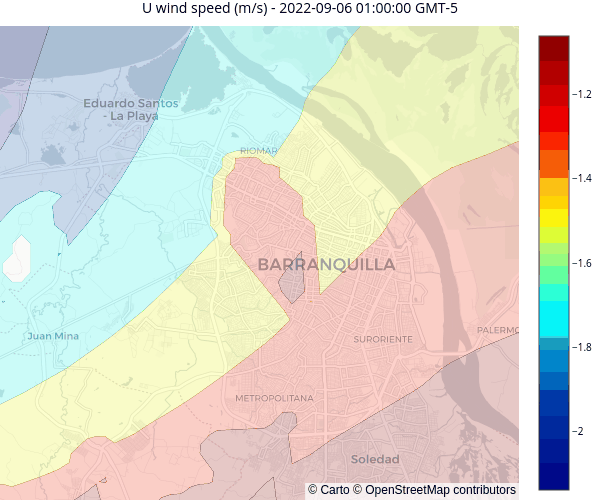 U wind speed (m/s) - 2022-09-06 01:00:00 GMT-5
Eduardo Santos
- La Playa
RIOMAR
BARRANQUILLA
Juan Mina
SURORIENTE
PALERMO
METROPOLITANA
Soledad
−1.2
−1.4
−1.6
−1.8
−2
© Carto © OpenStreetMap contributors